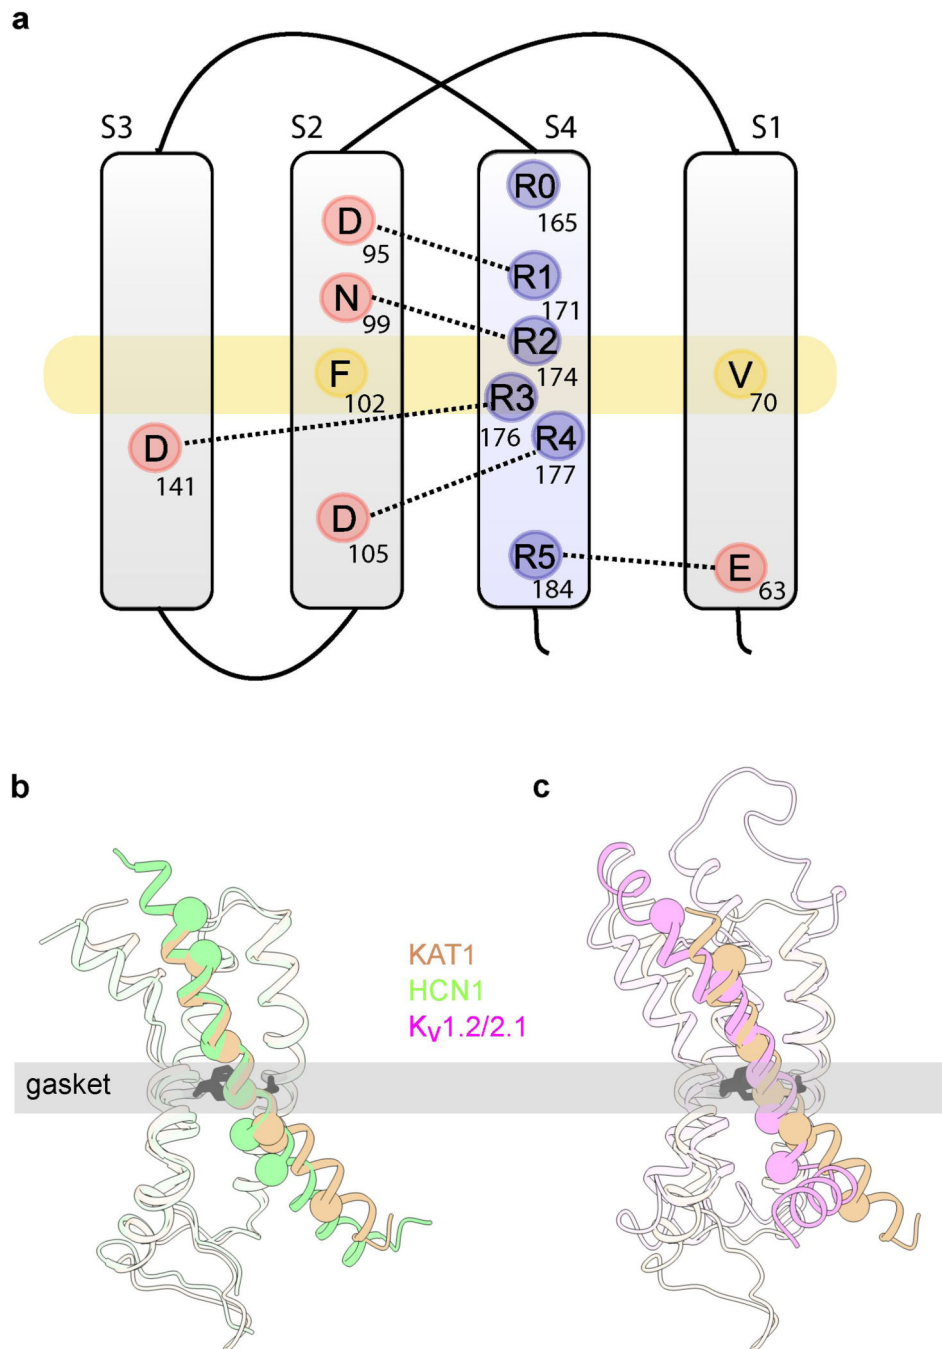 a
S3 S2 S4 S1
R0
165
D
95
R1
171
N
99
R2
174
F
102
V
70
R3
176
D
141
R4
177
D
105
R5
184
E
63
b c
KAT1
HCN1
Kv1.2/2.1
gasket